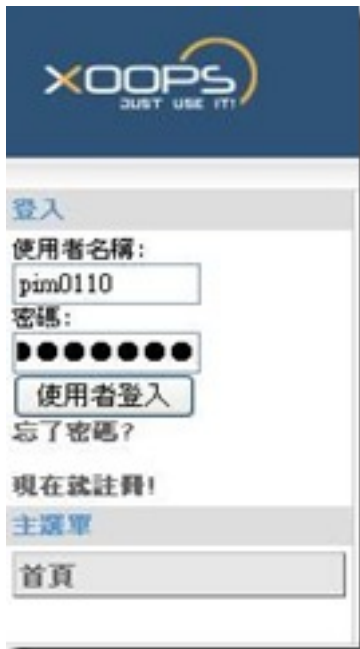 XOOPS
JUST USE IT!
登入
使用者名稱:
pim0110
密碼:
●●●●●●●
使用者登入
忘了密碼?
現在就註冊!
主選單
首頁